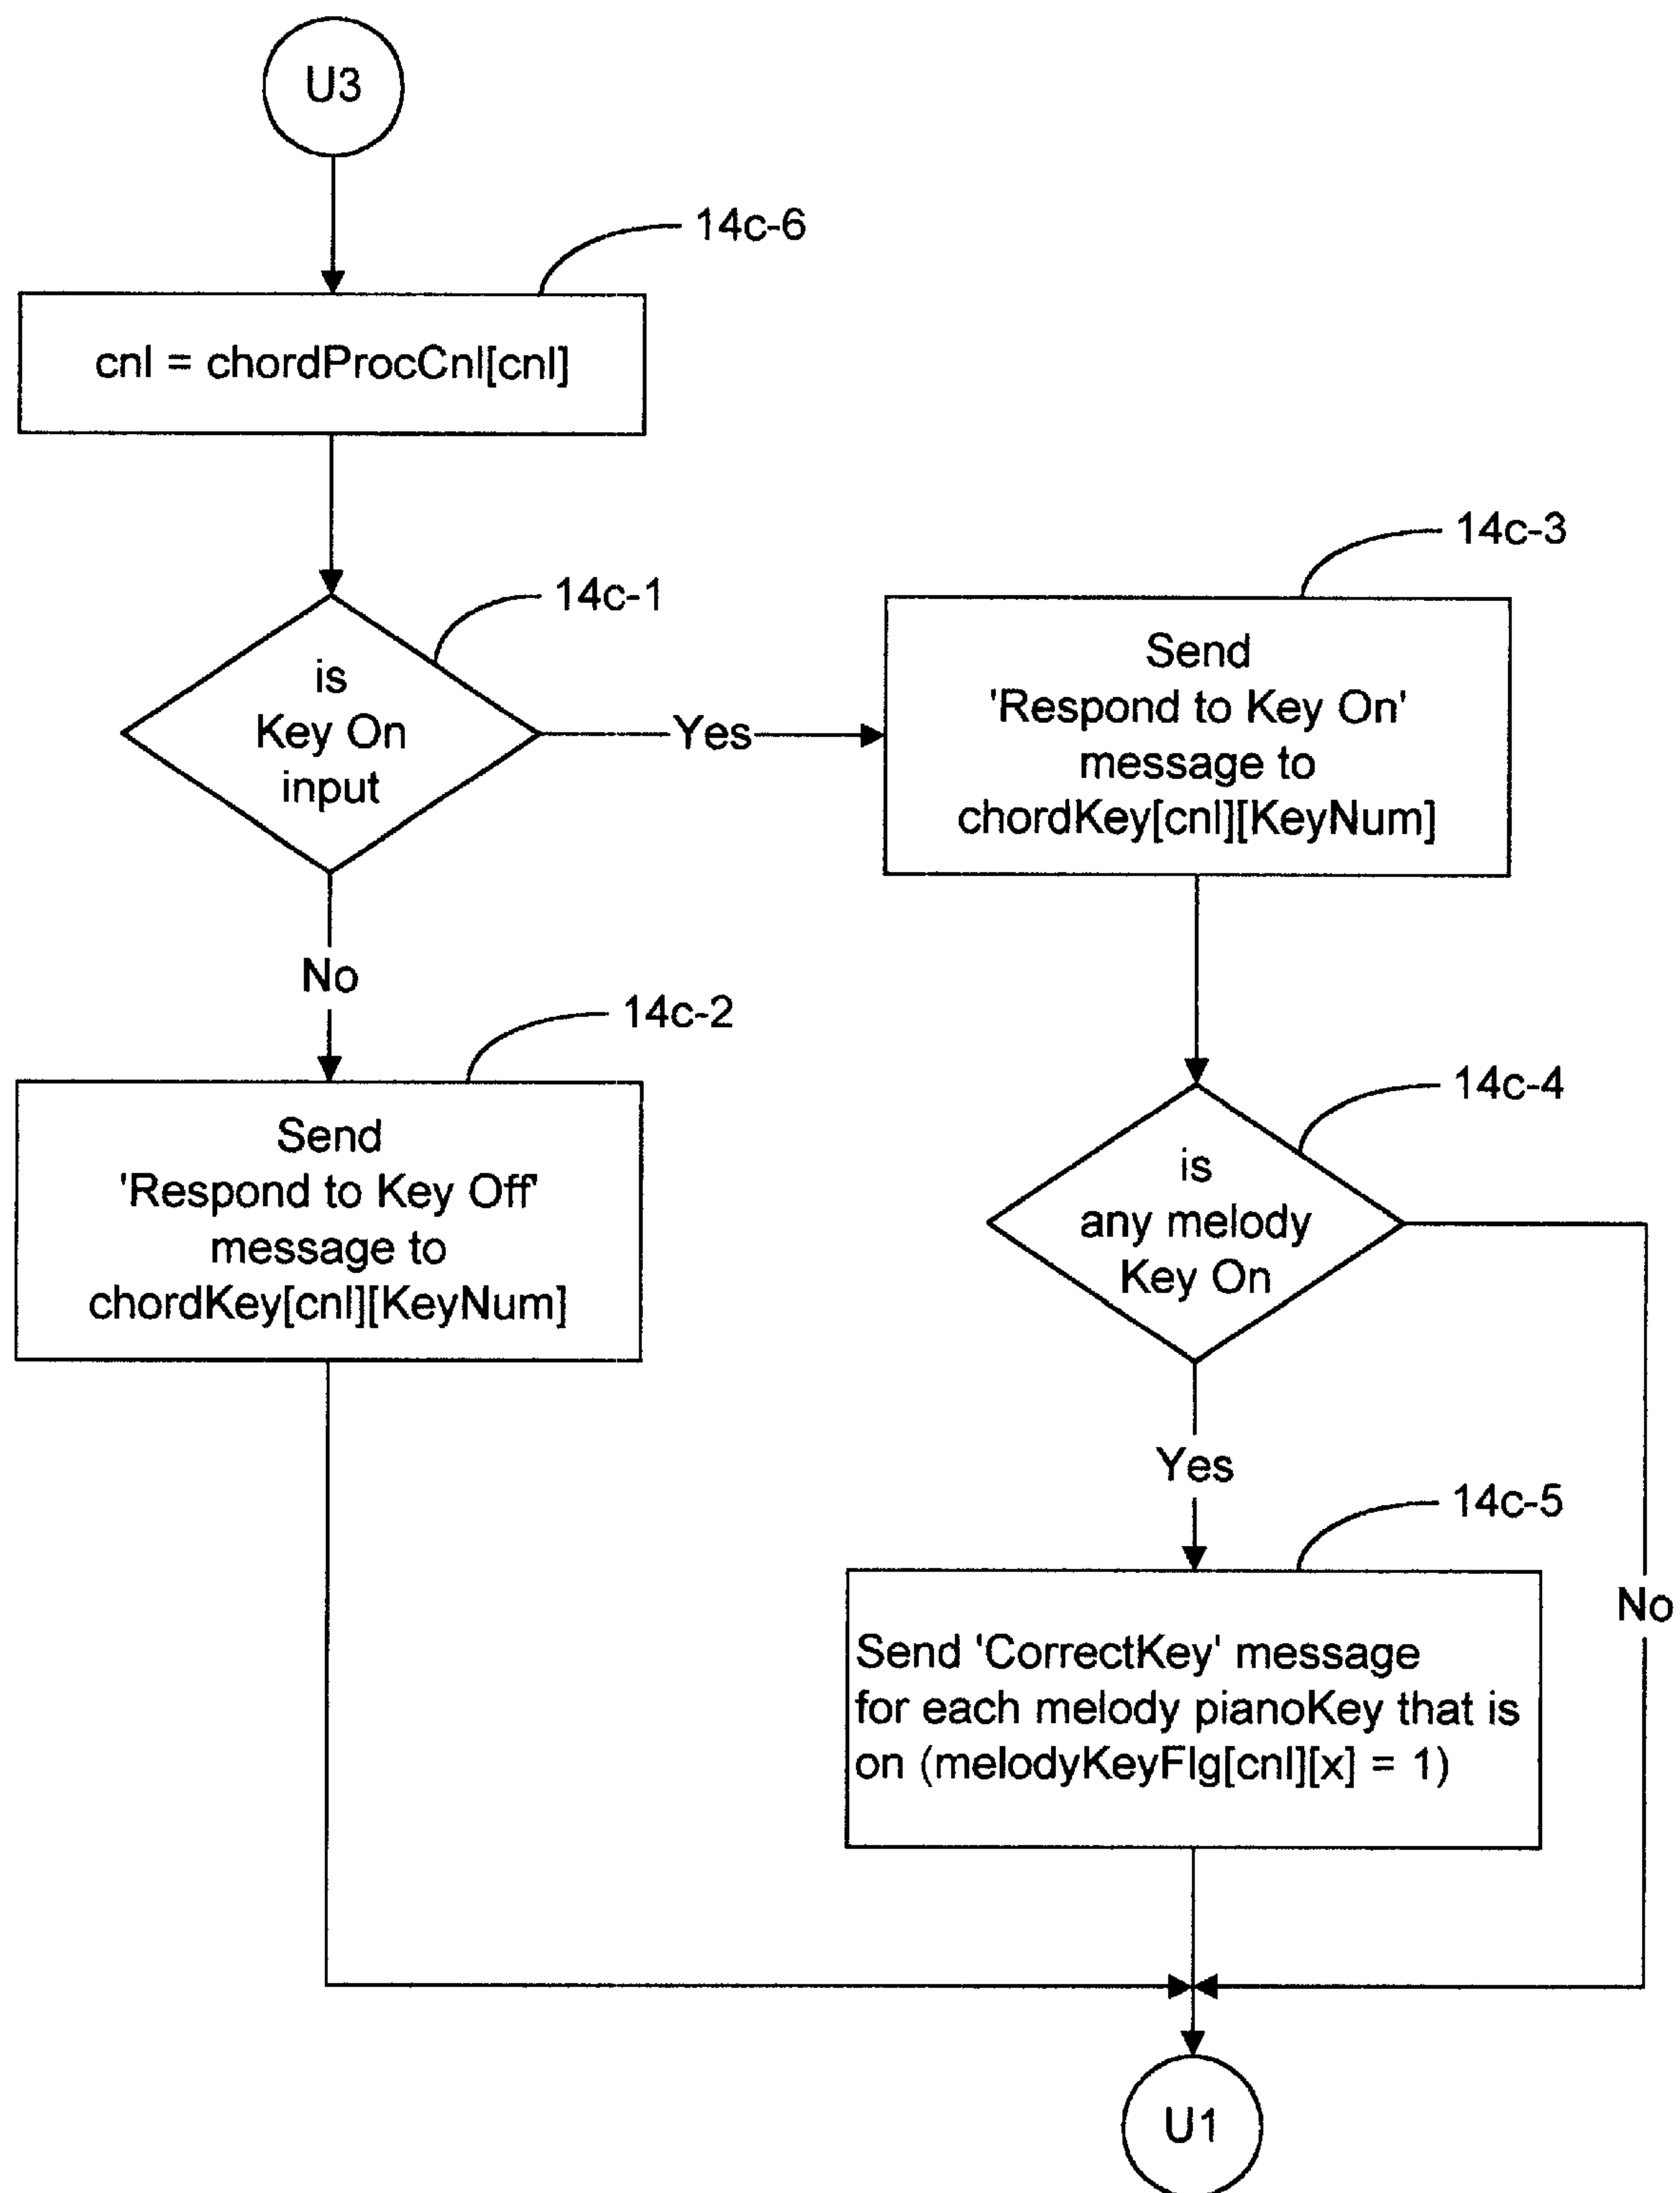 U3
14c-6
cnl = chordProcCnl[cnl]
14c-1
is
Key On
input
Yes
14c-3
Send
'Respond to Key On'
message to
chordKey[cnl][KeyNum]
No
14c-2
Send
'Respond to Key Off'
message to
chordKey[cnl][KeyNum]
14c-4
is
any melody
Key On
Yes
No
14c-5
Send 'CorrectKey' message
for each melody pianoKey that is
on (melodyKeyFlg[cnl][x] = 1)
U1